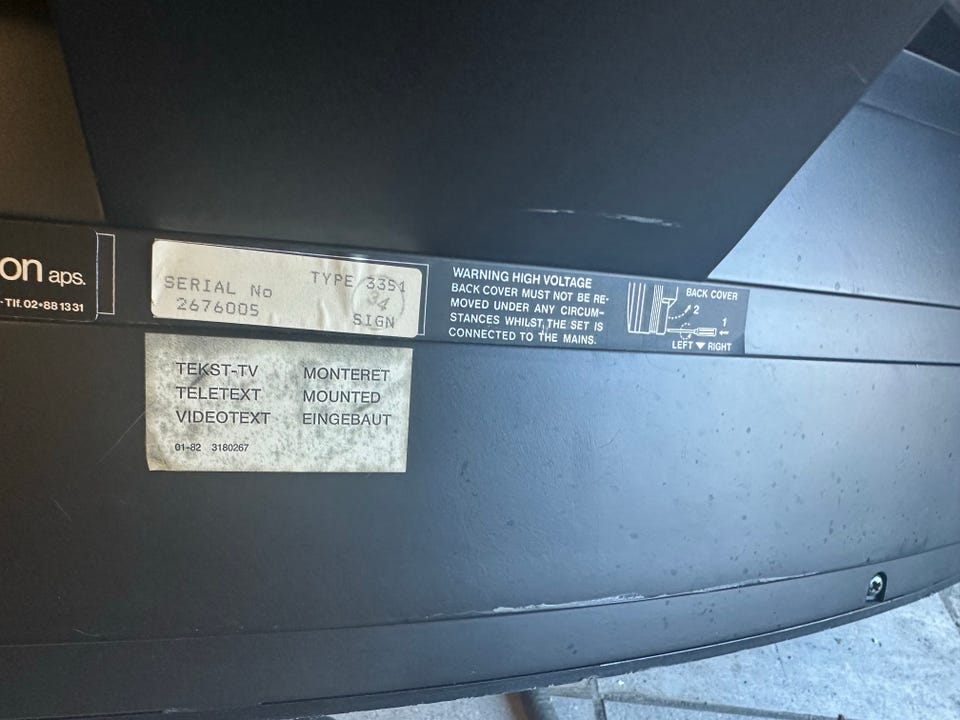 on aps.
· Tlf. 02•88 13 31
TYPE 3351
SERIAL No
2676005
34
SIGN
WARNING HIGH VOLTAGE
BACK COVER MUST NOT BE RE-
MOVED UNDER ANY CIRCUM-
STANCES WHILST THE SET IS
CONNECTED TO THE MAINS.
BACK COVER
2
1
LEFT RIGHT
TEKST-TV MONTERET
TELETEXT MOUNTED
VIDEOTEXT EINGEBAUT
01-82 3180267